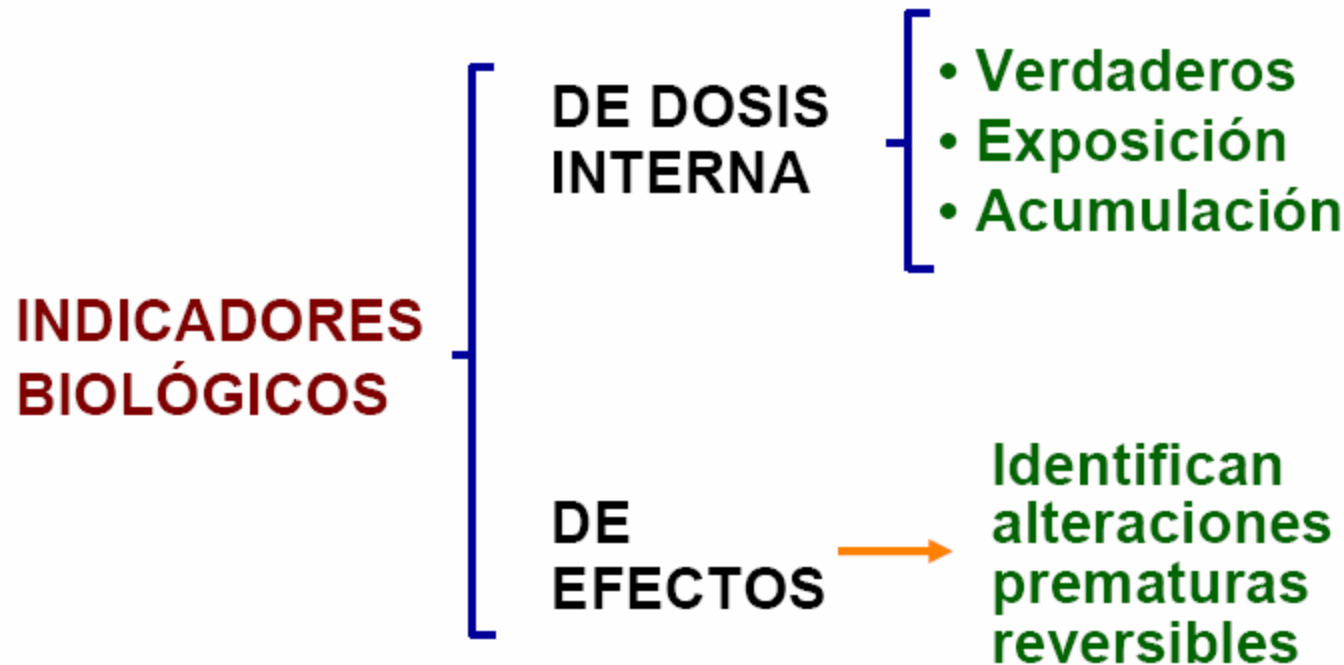 INDICADORES
BIOLÓGICOS
DE DOSIS
INTERNA
• Verdaderos
• Exposición
• Acumulación
DE
EFECTOS
Identifican
alteraciones
prematuras
reversibles